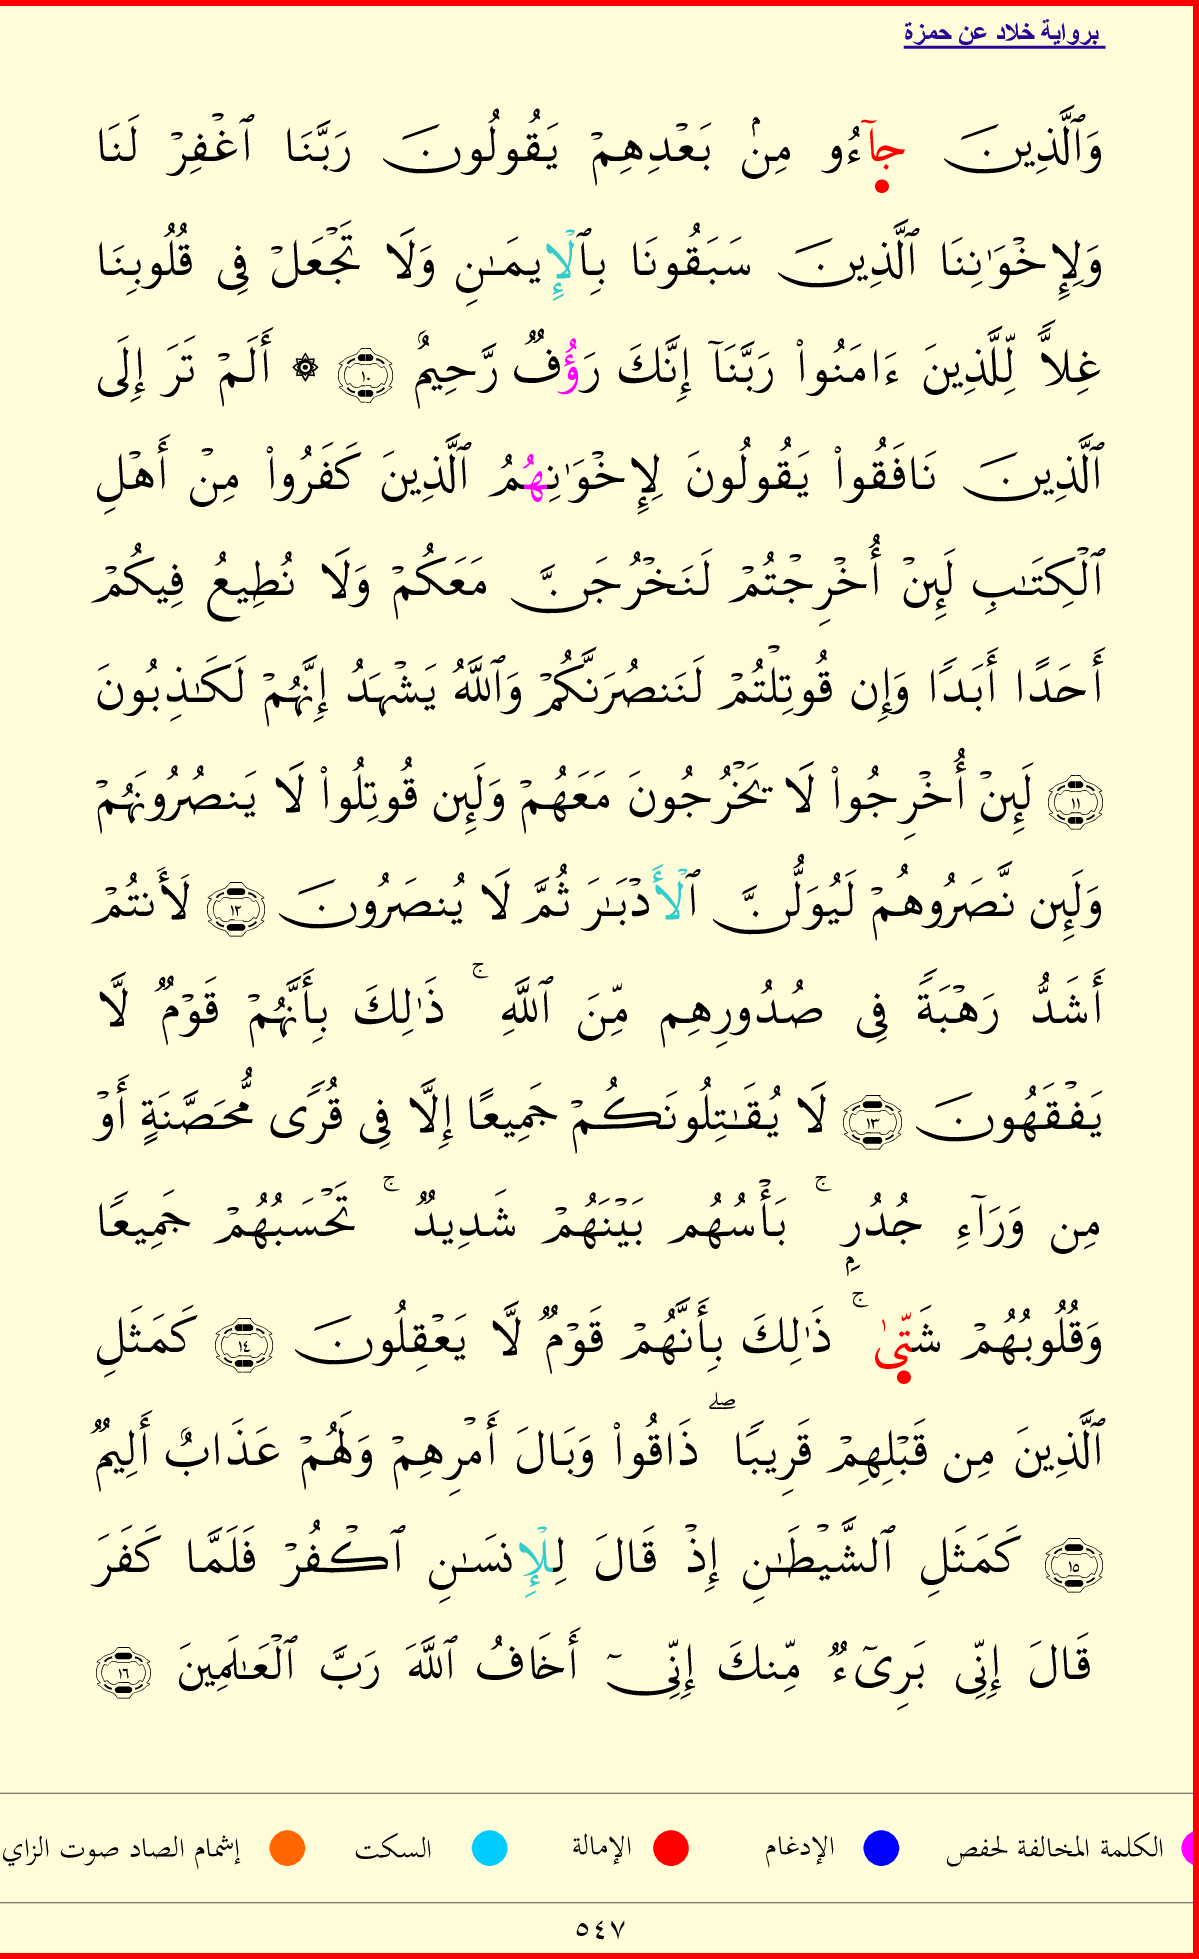 برواية خلاد عن حمزة
وَٱلَّذِينَ جَآءُو مِنۢ بَعْدِهِمْ يَقُولُونَ رَبَّنَا ٱغْفِرْ لَنَا
وَلِإِخْوَٰنِنَا ٱلَّذِينَ سَبَقُونَا بِٱلْإِيمَـٰنِ وَلَا تَجْعَلْ فِى قُلُوبِنَا
غِلًّا لِّلَّذِينَ ءَامَنُوا۟ رَبَّنَآ إِنَّكَ رَؤُفٌ رَّحِيمٌ ١٠ ۞ أَلَمْ تَرَ إِلَى
ٱلَّذِينَ نَافَقُوا۟ يَقُولُونَ لِإِخْوَٰنِهُمُ ٱلَّذِينَ كَفَرُوا۟ مِنْ أَهْلِ
ٱلْكِتَـٰبِ لَئِنْ أُخْرِجْتُمْ لَنَخْرُجَنَّ مَعَكُمْ وَلَا نُطِيعُ فِيكُمْ
أَحَدًا أَبَدًا وَإِن قُوتِلْتُمْ لَنَنصُرَنَّكُمْ وَٱللَّهُ يَشْهَدُ إِنَّهُمْ لَكَـٰذِبُونَ
١١ لَئِنْ أُخْرِجُوا۟ لَا يَخْرُجُونَ مَعَهُمْ وَلَئِن قُوتِلُوا۟ لَا يَنصُرُونَهُمْ
وَلَئِن نَّصَرُوهُمْ لَيُوَلُّنَّ ٱلْأَدْبَـٰرَ ثُمَّ لَا يُنصَرُونَ ١٢ لَأَنتُمْ
أَشَدُّ رَهْبَةً فِى صُدُورِهِم مِّنَ ٱللَّهِ ۚ ذَٰلِكَ بِأَنَّهُمْ قَوْمٌ لَّا
يَفْقَهُونَ ١٣ لَا يُقَـٰتِلُونَكُمْ جَمِيعًا إِلَّا فِى قُرًى مُّحَصَّنَةٍ أَوْ
مِن وَرَآءِ جُدُرٍۭ ۚ بَأْسُهُم بَيْنَهُمْ شَدِيدٌ ۚ تَحْسَبُهُمْ جَمِيعًا
وَقُلُوبُهُمْ شَتَّىٰ ۚ ذَٰلِكَ بِأَنَّهُمْ قَوْمٌ لَّا يَعْقِلُونَ ١٤ كَمَثَلِ
ٱلَّذِينَ مِن قَبْلِهِمْ قَرِيبًا ۖ ذَاقُوا۟ وَبَالَ أَمْرِهِمْ وَلَهُمْ عَذَابٌ أَلِيمٌ
١٥ كَمَثَلِ ٱلشَّيْطَـٰنِ إِذْ قَالَ لِلْإِنسَـٰنِ ٱكْفُرْ فَلَمَّا كَفَرَ
قَالَ إِنِّى بَرِىٓءٌ مِّنكَ إِنِّىٓ أَخَافُ ٱللَّهَ رَبَّ ٱلْعَـٰلَمِينَ ١٦
الكلمة المخالفة لحفص الإدغام الإمالة السكت إشمام الصاد صوت الزاي
٥٤٧